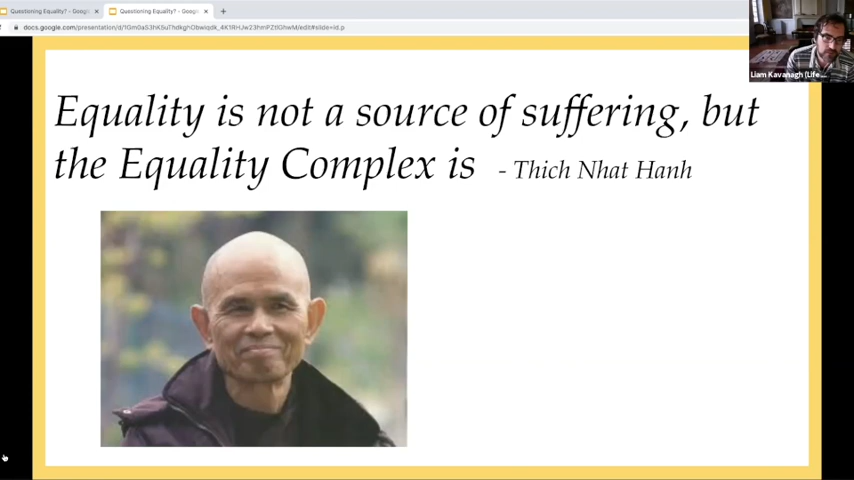 Questioning Equality? - Google
Questioning Equality? - Goog
Equality is not a source of suffering, but
the Equality Complex is - Thich Nhat Hanh
Liam Kavanagh (Life...